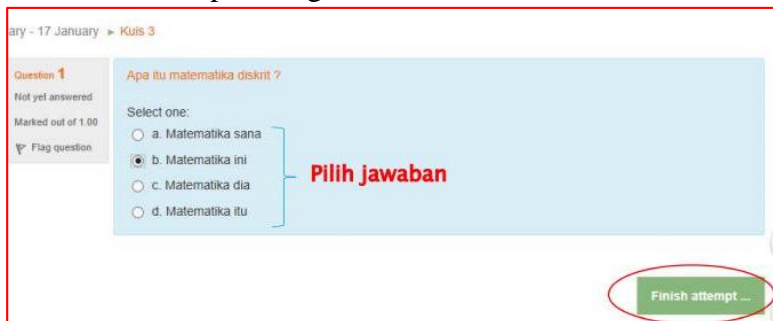 ary - 17 January ► Kuis 3
Question 1
Not yet answered
Marked out of 1.00
Flag question
Apa itu matematika diskrit ?
Select one:
a. Matematika sana
b. Matematika ini
c. Matematika dia
d. Matematika itu
Pilih jawaban
Finish attempt ...